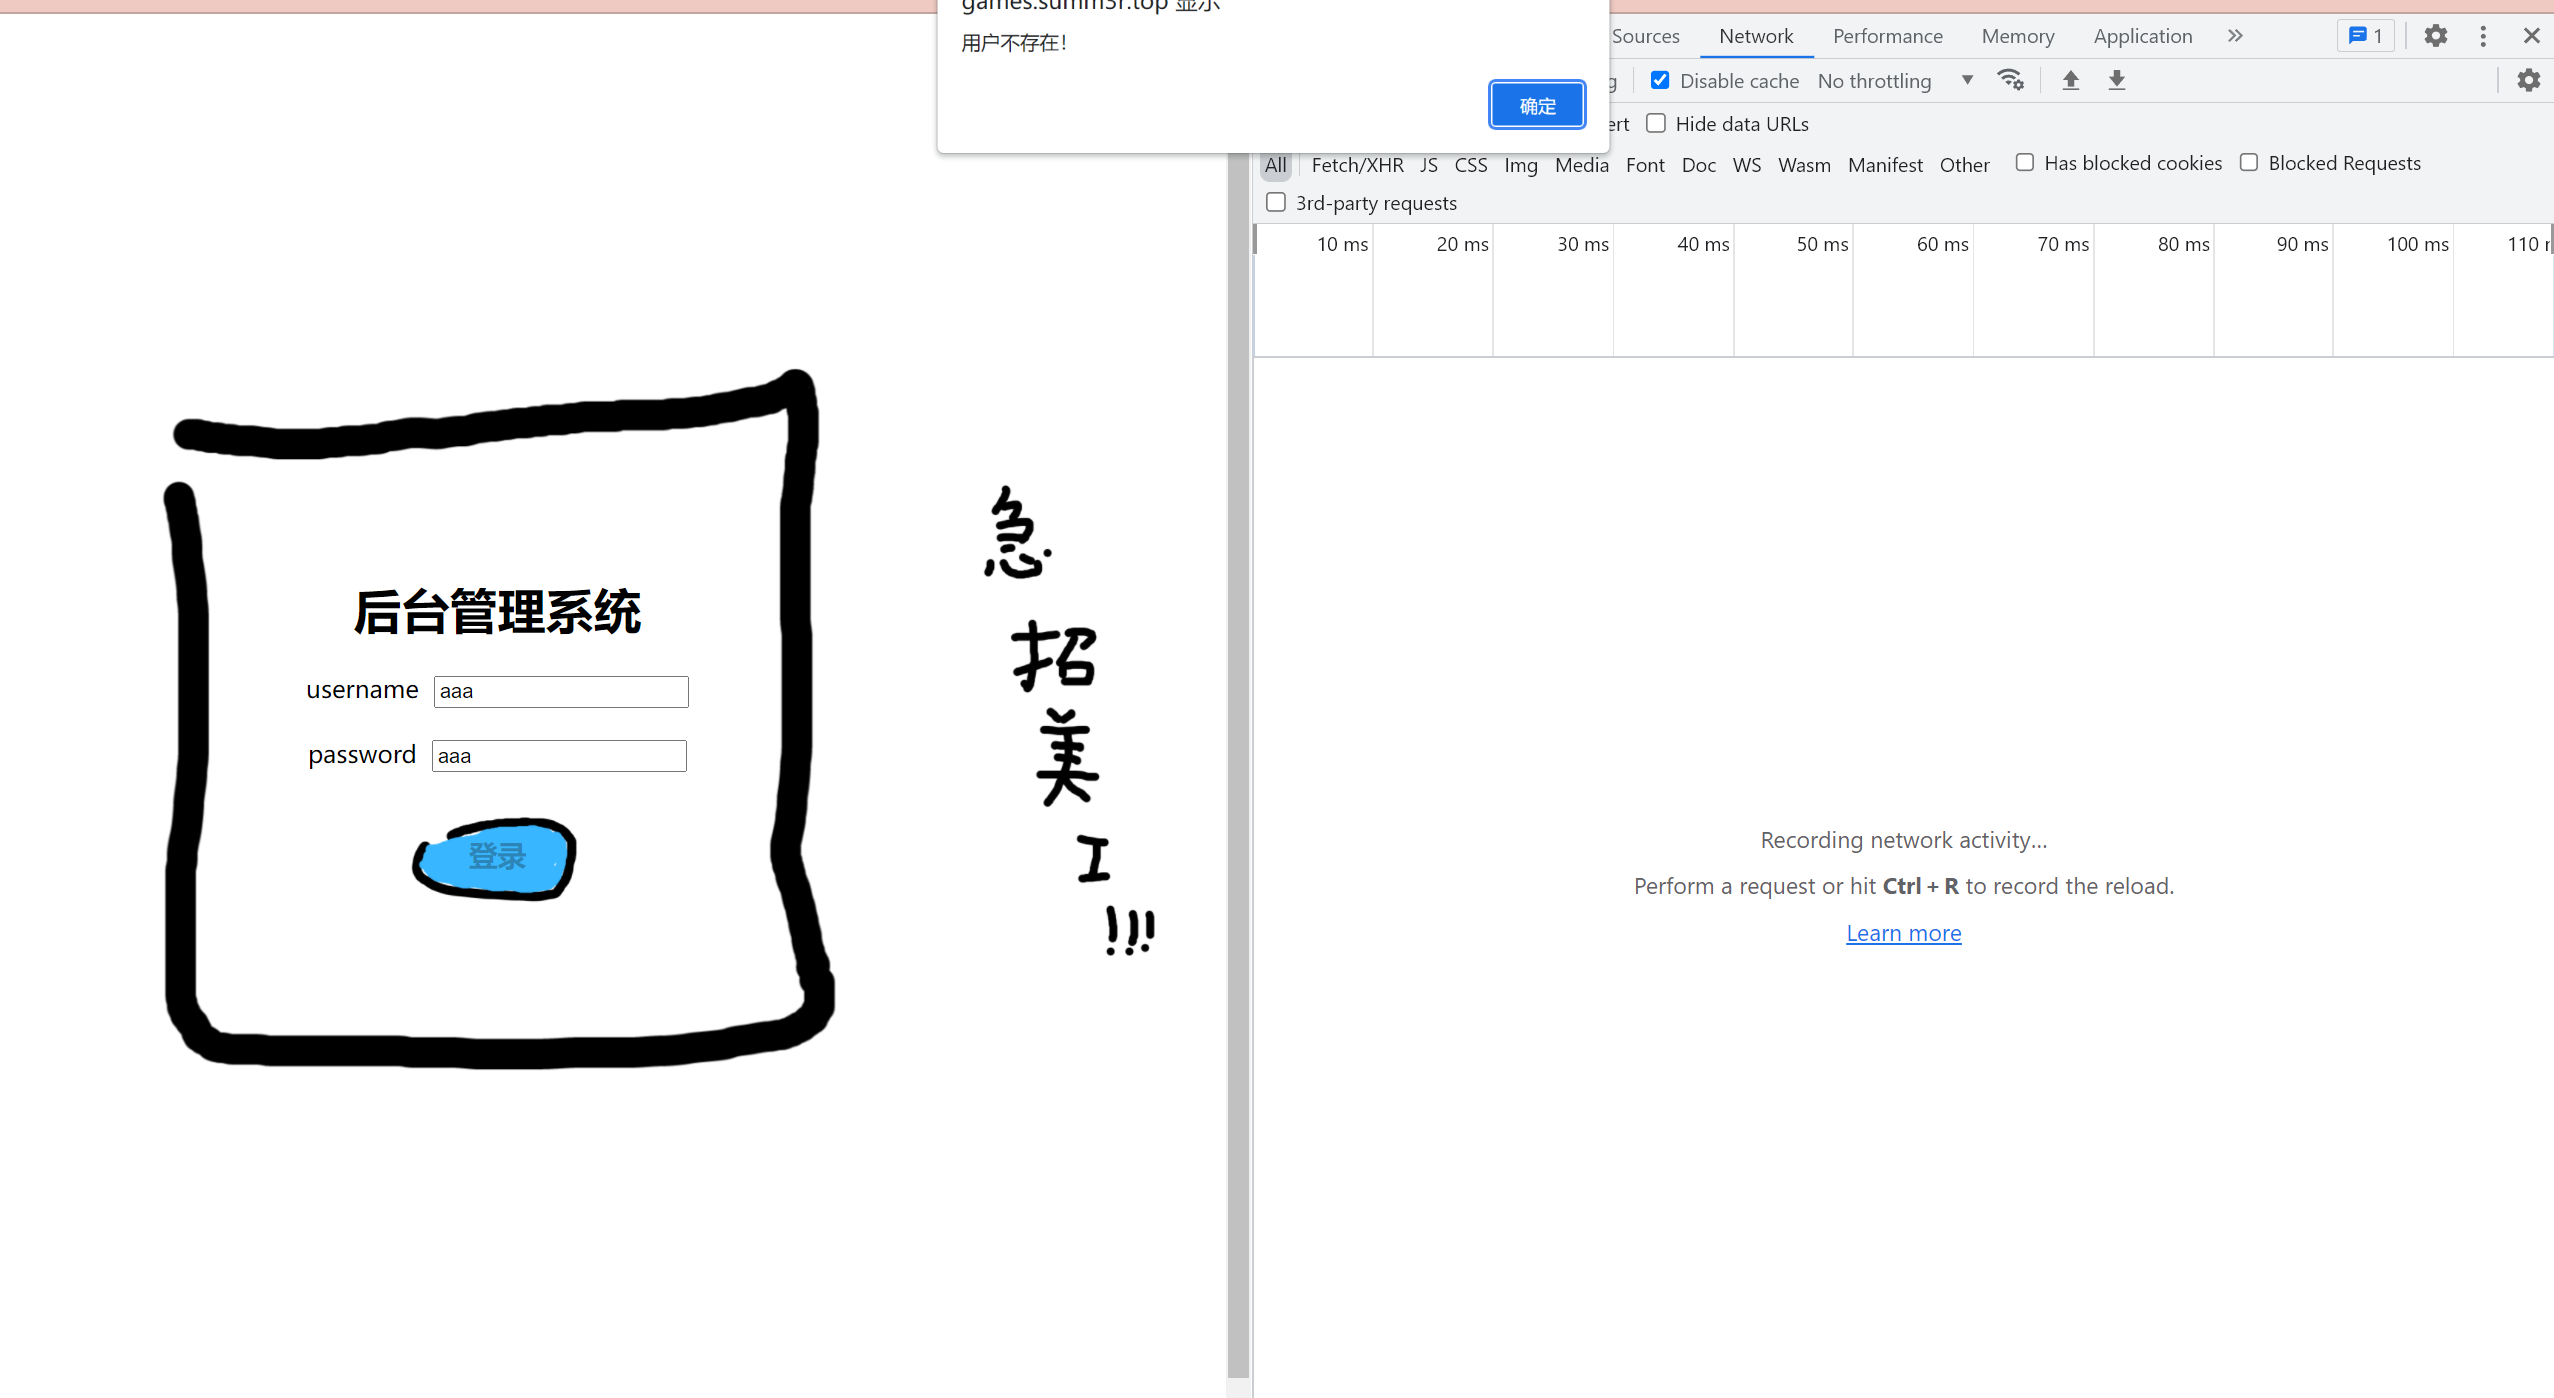 games.summ3r.top 显示
用户不存在！
确定
Sources Network Performance Memory Application 1
g Disable cache No throttling
ert Hide data URLs
All Fetch/XHR JS CSS Img Media Font Doc WS Wasm Manifest Other Has blocked cookies Blocked Requests
3rd-party requests
10 ms 20 ms 30 ms 40 ms 50 ms 60 ms 70 ms 80 ms 90 ms 100 ms 110
后台管理系统
username aaa
password aaa
登录
急
招
美
工
!!!
Recording network activity…
Perform a request or hit Ctrl + R to record the reload.
Learn more